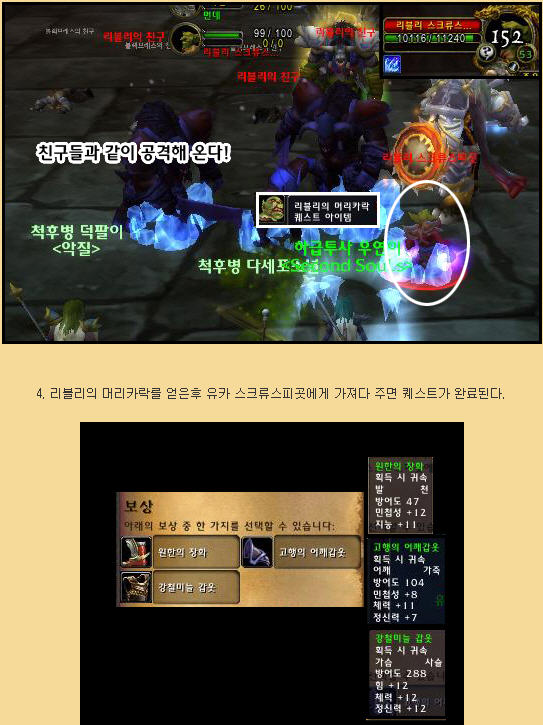 267 / 100
먼데
리블리의 친구
99 / 100
0 / 0
리블리 스크류스...
리블리의 친구
리블리의 친구
리블리 스크류스...
10116 / 11240
152
53
친구들과 같이 공격해 온다!
리블리의 머리카락
퀘스트 아이템
척후병 덕팔이
<악질>
하급투사 우연히
척후병 다세포
4. 리블리의 머리카락를 얻은후 유카 스크류스피곳에게 가져다 주면 퀘스트가 완료된다.
보상
아래의 보상 중 한 가지를 선택할 수 있습니다:
원한의 장화
고행의 어깨갑옷
강철미늘 갑옷
원한의 장화
획득 시 귀속
발 천
방어도 47
민첩성 +12
지능 +11
고행의 어깨갑옷
획득 시 귀속
어깨 가죽
방어도 104
민첩성 +8
체력 +11
정신력 +7
강철미늘 갑옷
획득 시 귀속
가슴 사슬
방어도 288
힘 +12
체력 +12
정신력 +12